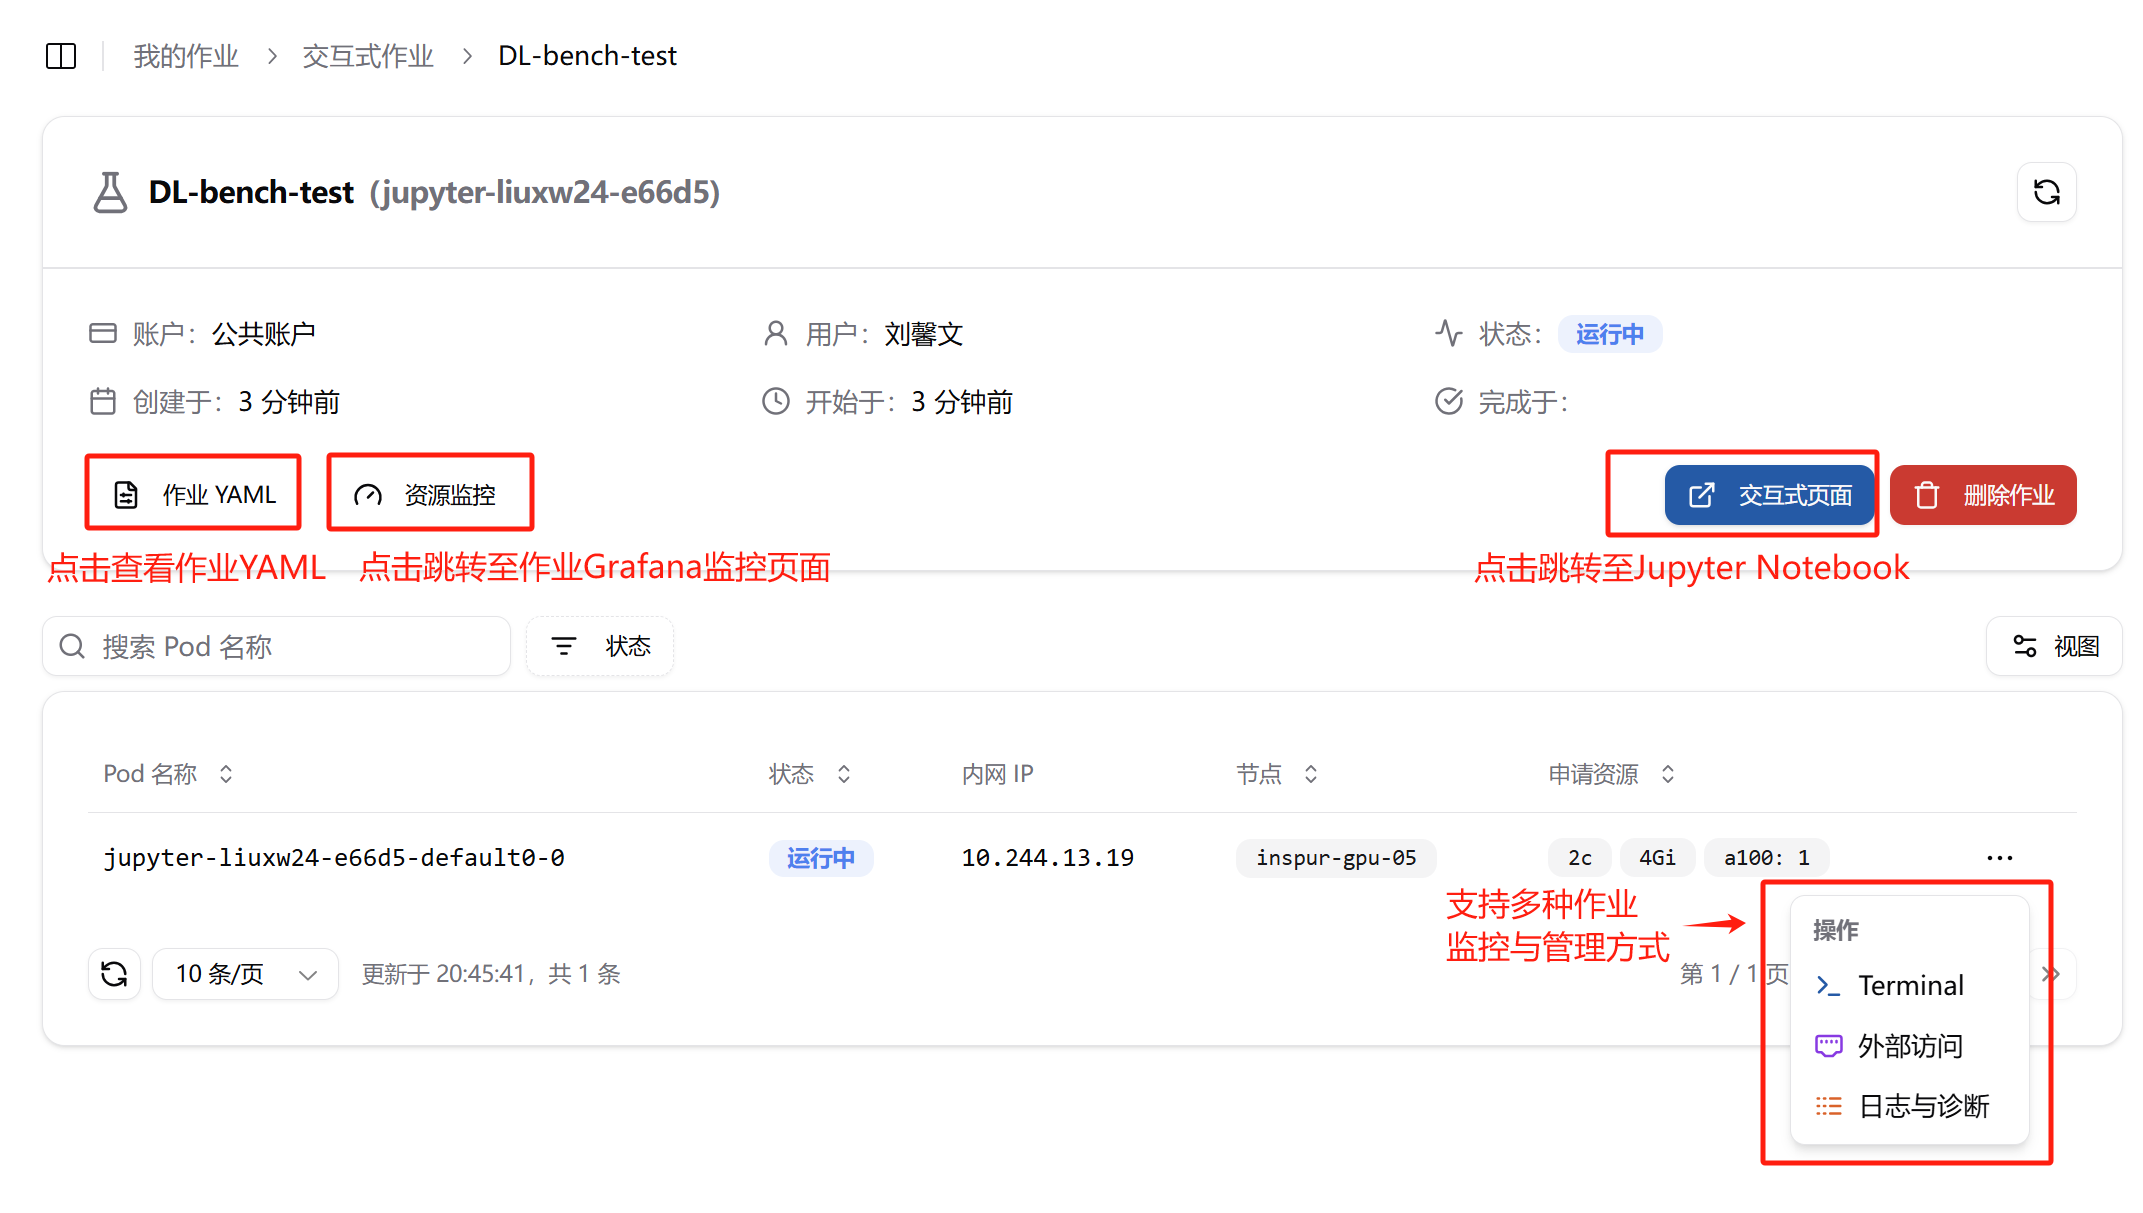 我的作业 > 交互式作业 > DL-bench-test
DL-bench-test (jupyter-liuxw24-e66d5)
账户： 公共账户
用户： 刘馨文
状态： 运行中
创建于： 3 分钟前
开始于： 3 分钟前
完成于：
作业 YAML
资源监控
交互式页面
删除作业
点击查看作业YAML
点击跳转至作业Grafana监控页面
点击跳转至Jupyter Notebook
搜索 Pod 名称
状态
视图
Pod 名称 状态 内网 IP 节点 申请资源
jupyter-liuxw24-e66d5-default0-0 运行中 10.244.13.19 inspur-gpu-05 2c 4Gi a100: 1 ...
支持多种作业
监控与管理方式
10 条/页
更新于 20:45:41，共 1 条
第 1 / 1 页
操作
Terminal
外部访问
日志与诊断